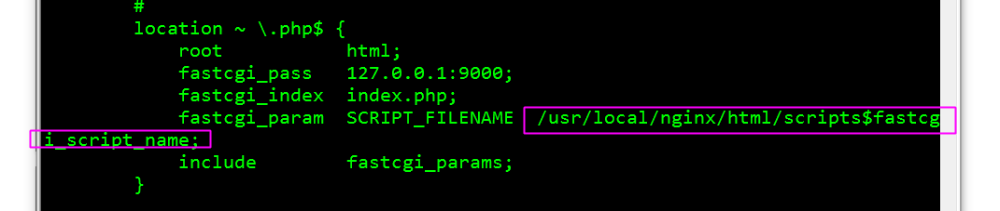 #
location ~ \.php$ {
root html;
fastcgi_pass 127.0.0.1:9000;
fastcgi_index index.php;
fastcgi_param SCRIPT_FILENAME /usr/local/nginx/html/scripts$fastcg
i_script_name;
include fastcgi_params;
}